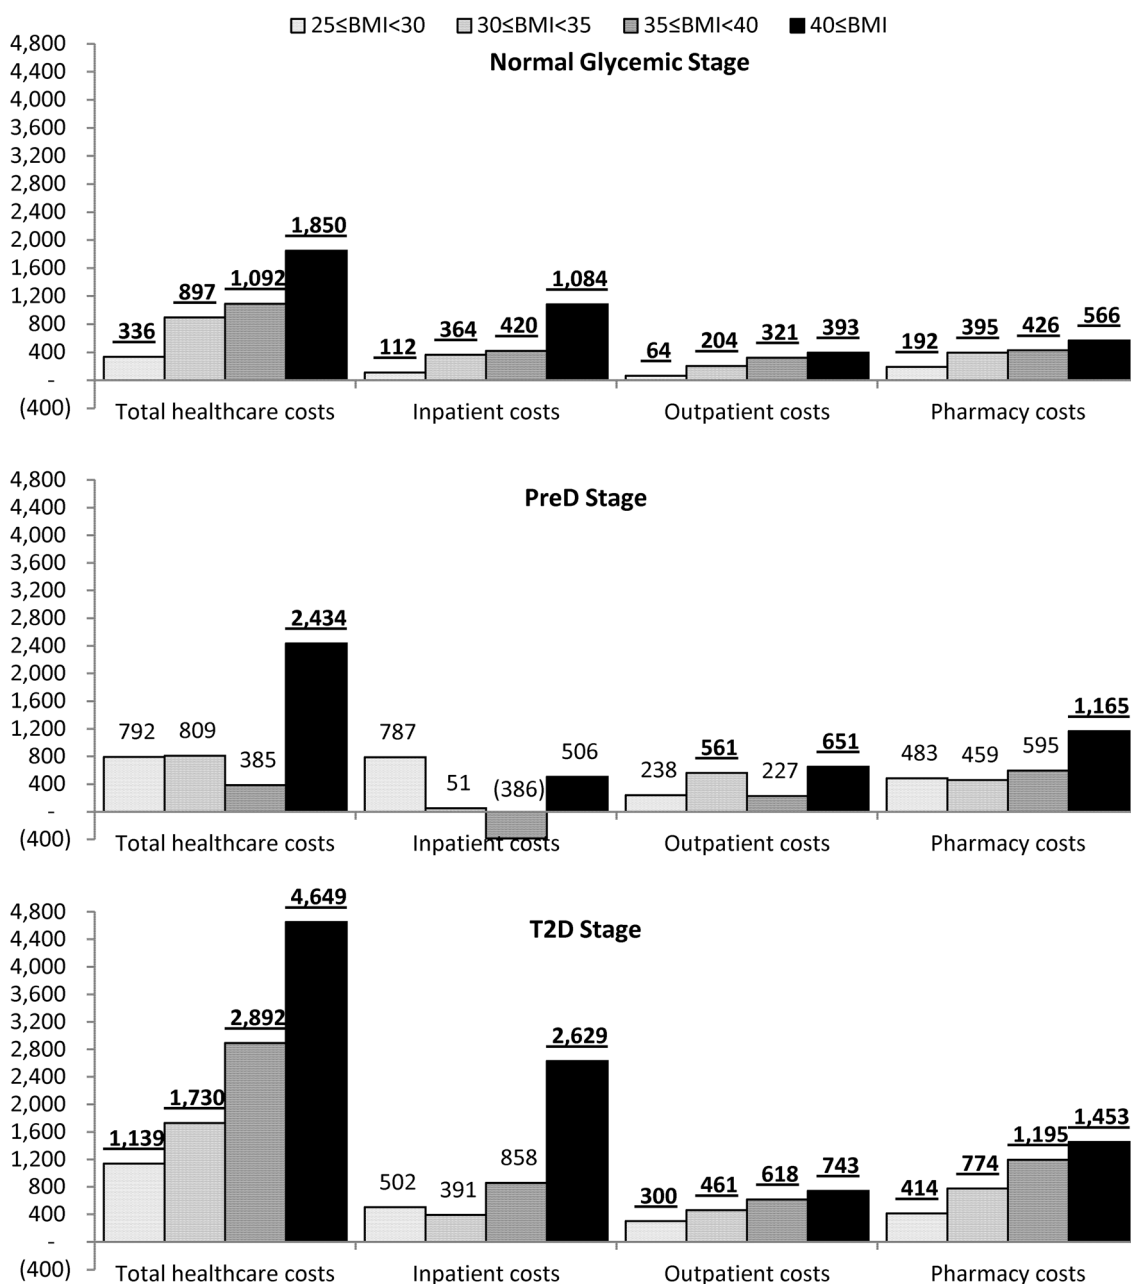 25≤BMI<30 30≤BMI<35 35≤BMI<40 40≤BMI
Normal Glycemic Stage
4,800
4,400
4,000
3,600
3,200
2,800
2,400
2,000
1,600
1,200
800
400
-
(400)
336 897 1,092 1,850
112 364 420 1,084
64 204 321 393
192 395 426 566
Total healthcare costs Inpatient costs Outpatient costs Pharmacy costs
PreD Stage
4,800
4,400
4,000
3,600
3,200
2,800
2,400
2,000
1,600
1,200
800
400
-
(400)
792 809 385 2,434
787 51 (386) 506
238 561 227 651
483 459 595 1,165
Total healthcare costs Inpatient costs Outpatient costs Pharmacy costs
T2D Stage
4,800
4,400
4,000
3,600
3,200
2,800
2,400
2,000
1,600
1,200
800
400
-
(400)
1,139 1,730 2,892 4,649
502 391 858 2,629
300 461 618 743
414 774 1,195 1,453
Total healthcare costs Inpatient costs Outpatient costs Pharmacy costs